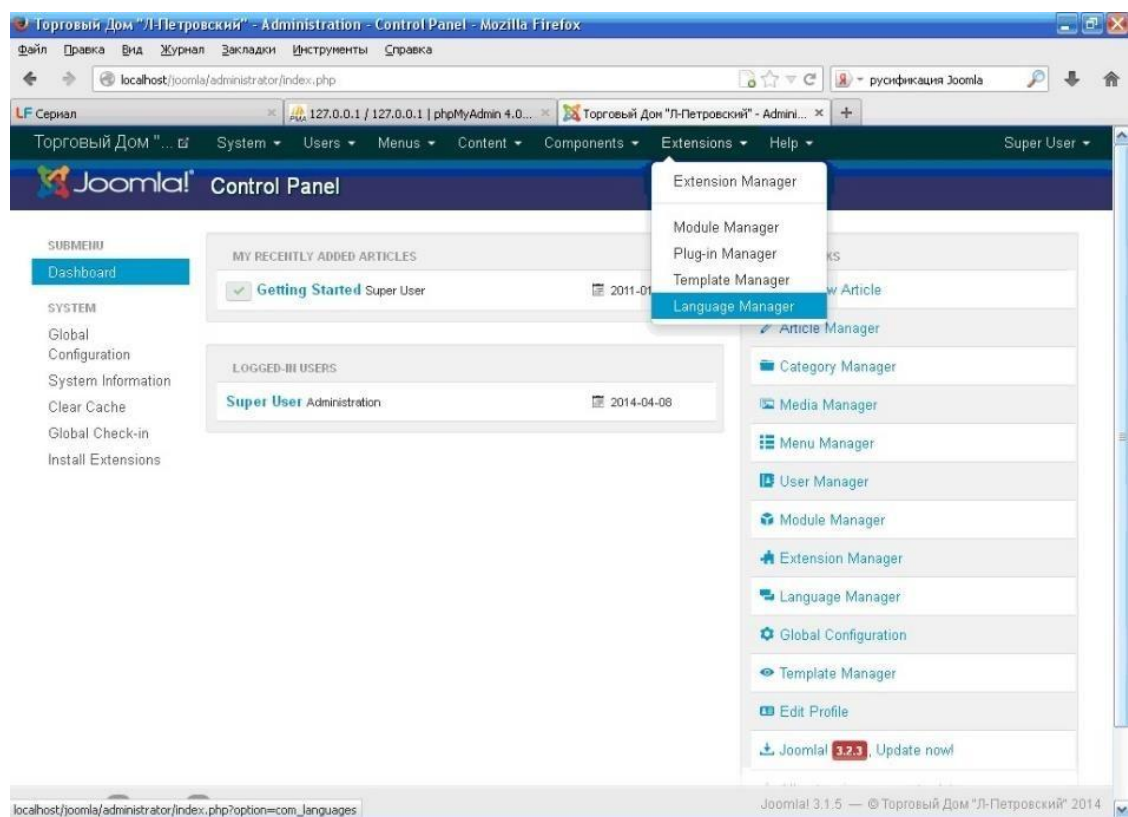 Торговый Дом "Л-Петровский" - Administration - Control Panel - Mozilla Firefox
Файл Правка Вид Журнал Закладки Инструменты Справка
localhost/joomla/administrator/index.php
русификация Joomla
LF Сериал
127.0.0.1 / 127.0.0.1 | phpMyAdmin 4.0...
Торговый Дом "Л-Петровский" - Admini...
Торговый Дом "... System Users Menus Content Components Extensions Help Super User
Joomla! Control Panel
Extension Manager
Module Manager
Plug-in Manager
Template Manager
Language Manager
SUBMENU
Dashboard
SYSTEM
Global
Configuration
System Information
Clear Cache
Global Check-in
Install Extensions
MY RECENTLY ADDED ARTICLES
Getting Started Super User 2011-01
LOGGED-IN USERS
Super User Administration 2014-04-08
Article
Article Manager
Category Manager
Media Manager
Menu Manager
User Manager
Module Manager
Extension Manager
Language Manager
Global Configuration
Template Manager
Edit Profile
Joomla! 3.2.3, Update now!
localhost/joomla/administrator/index.php?option=com_languages
Joomla! 3.1.5 — © Торговый Дом "Л-Петровский" 2014